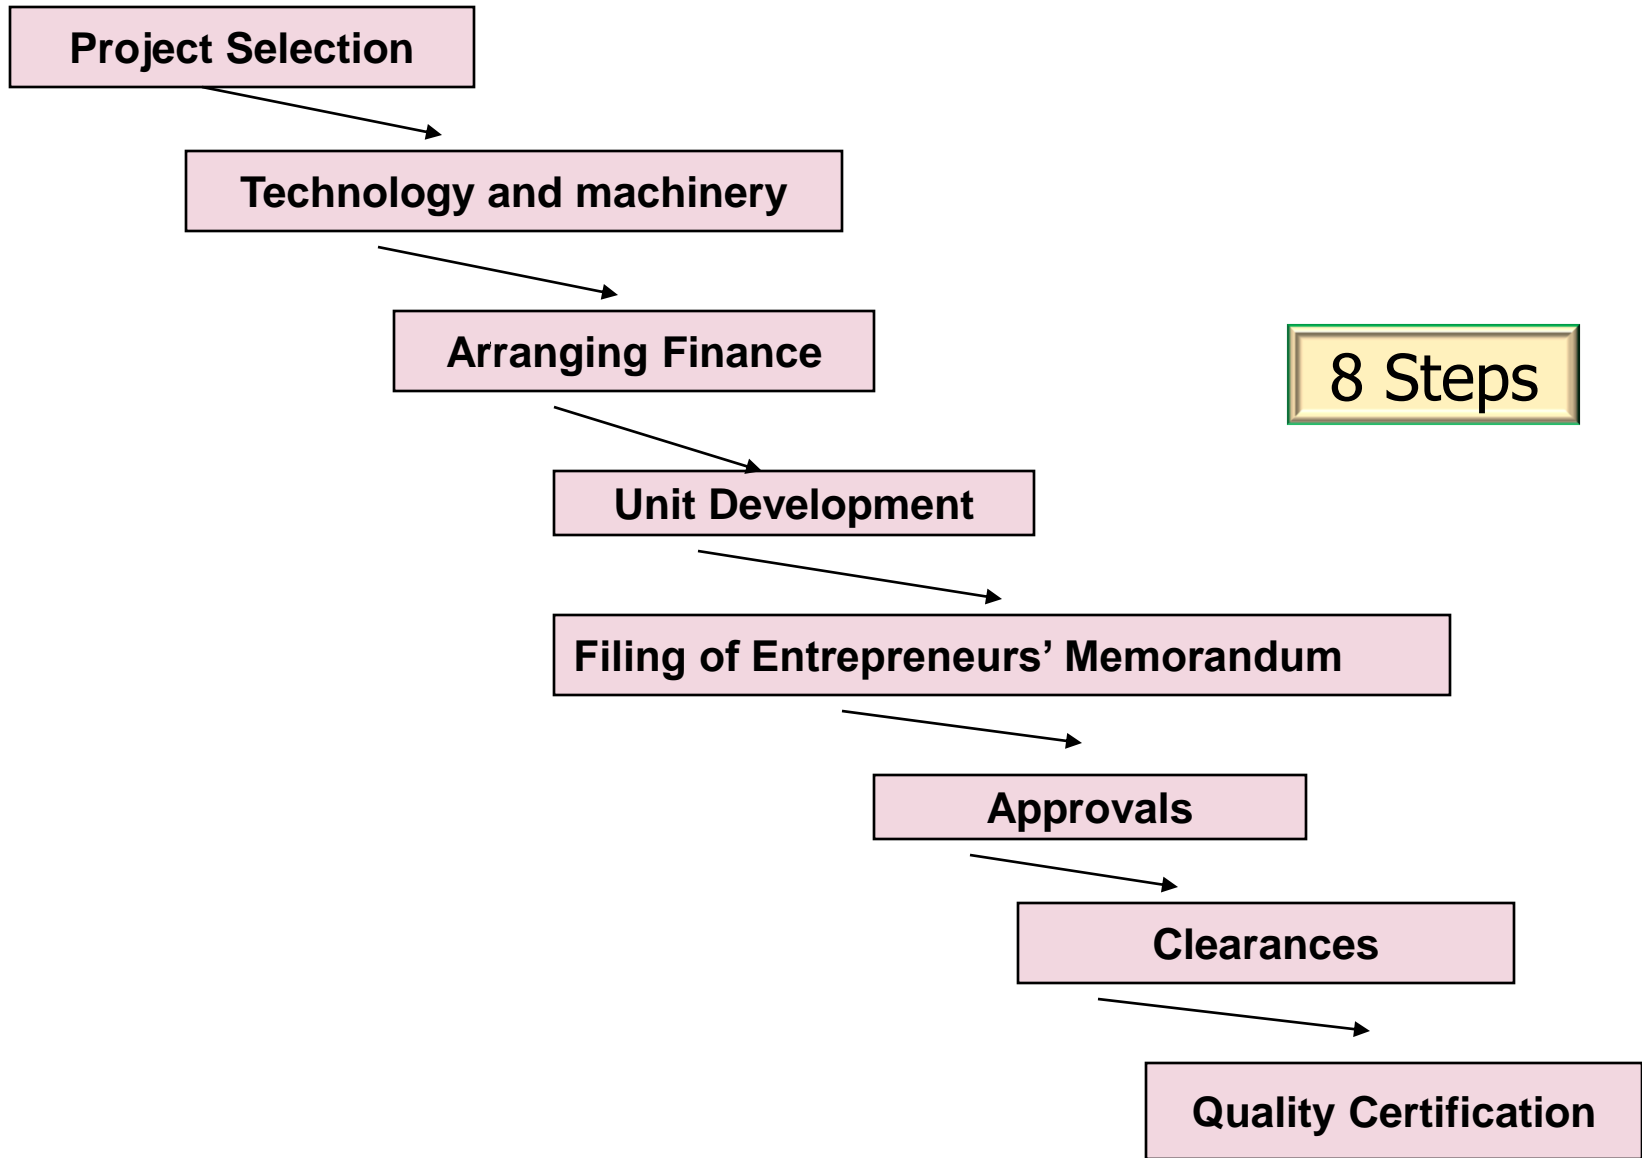 Project Selection
Technology and machinery
Arranging Finance
8 Steps
Unit Development
Filing of Entrepreneurs’ Memorandum
Approvals
Clearances
Quality Certification